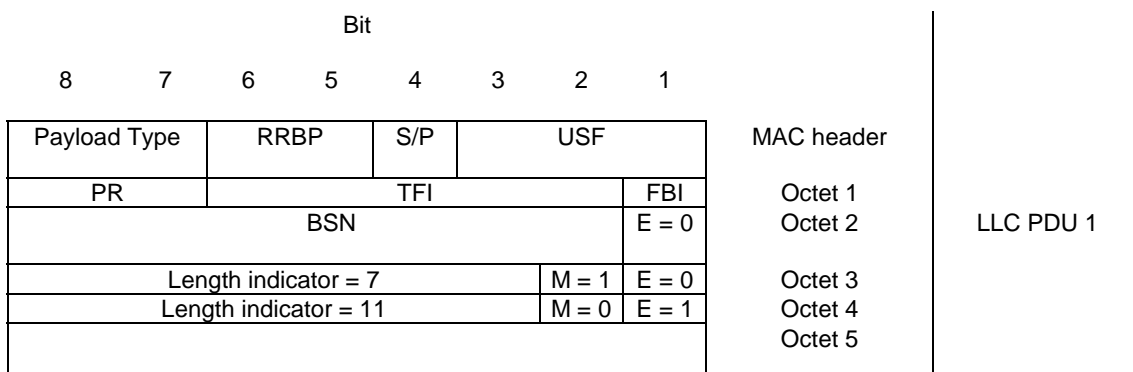 Bit
8 7 6 5 4 3 2 1
Payload Type RRBP S/P USF MAC header
PR TFI FBI Octet 1
BSN E = 0 Octet 2 LLC PDU 1
Length indicator = 7 M = 1 E = 0 Octet 3
Length indicator = 11 M = 0 E = 1 Octet 4
Octet 5